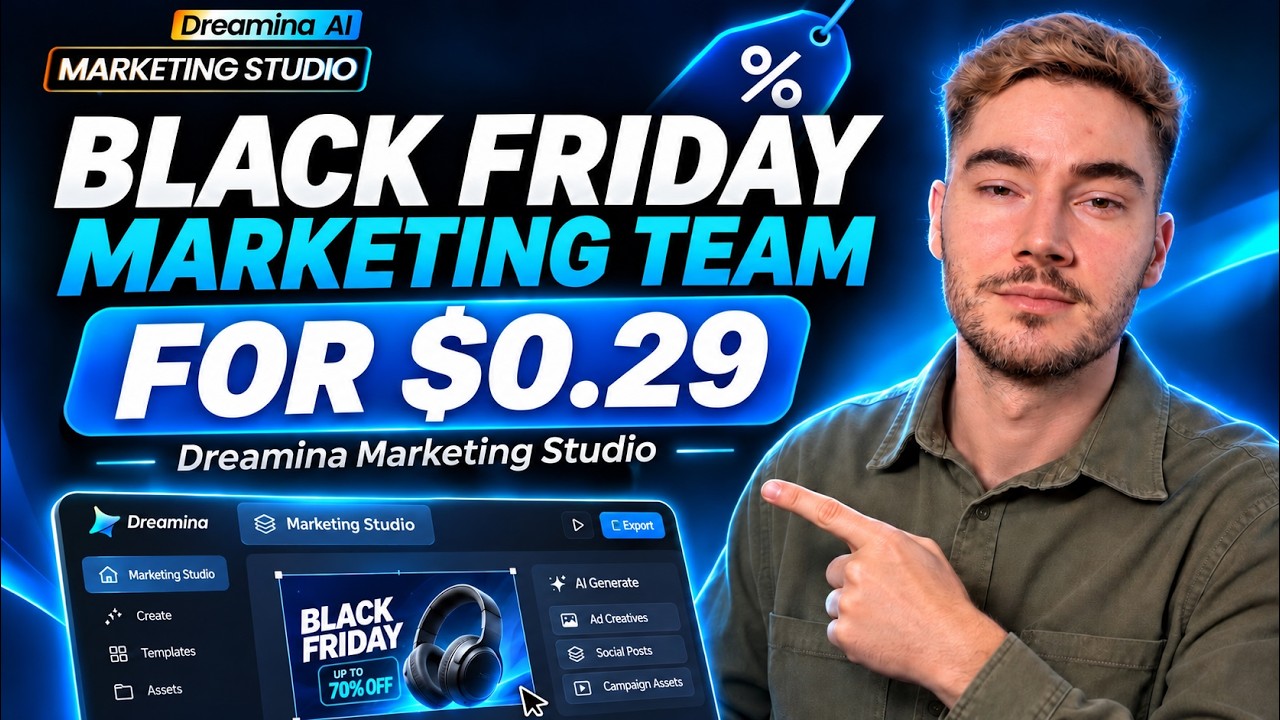 Dreamina AI
MARKETING STUDIO
%
BLACK FRIDAY
MARKETING TEAM
FOR $0.29
Dreamina Marketing Studio
Dreamina
Marketing Studio
Export
Marketing Studio
Create
Templates
Assets
BLACK
FRIDAY
UP TO
70% OFF
AI Generate
Ad Creatives
Social Posts
Campaign Assets